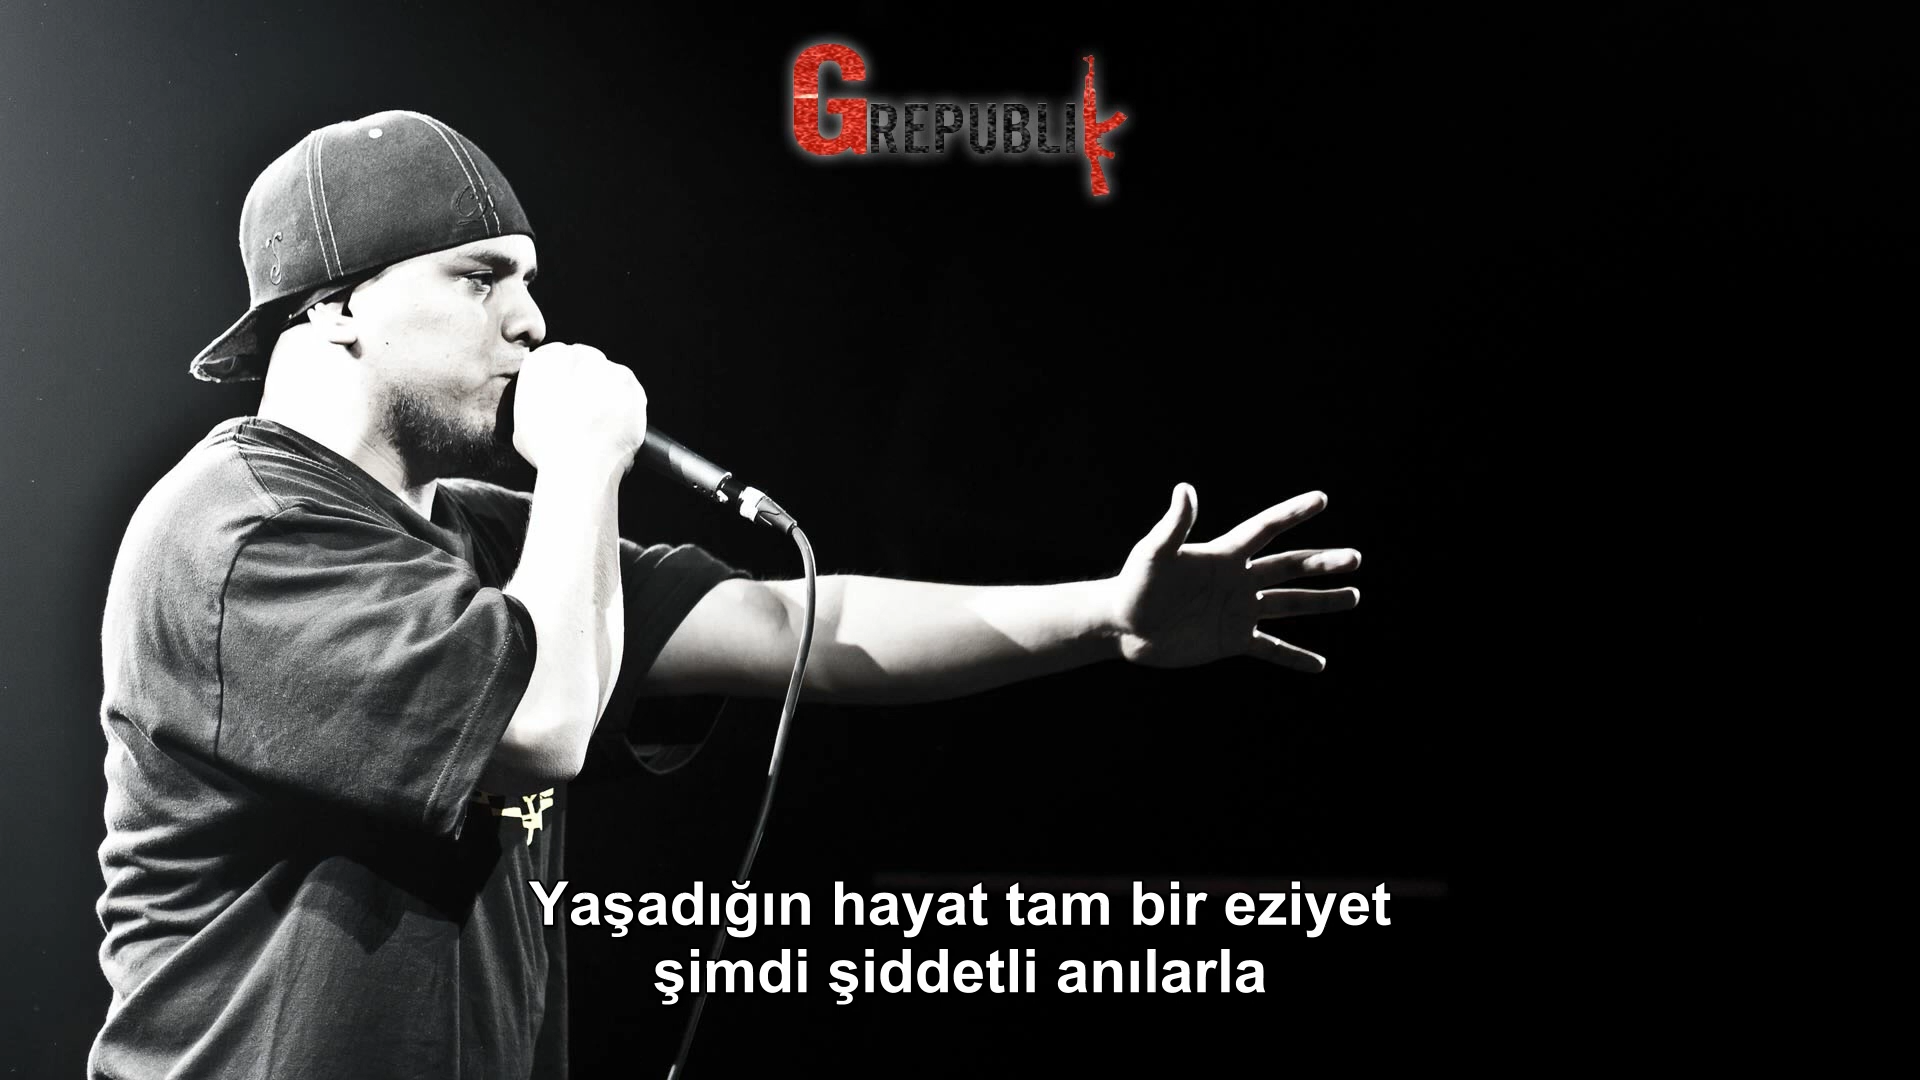 GREPUBLIK
Yaşadığın hayat tam bir eziyet
şimdi şiddetli anılarla